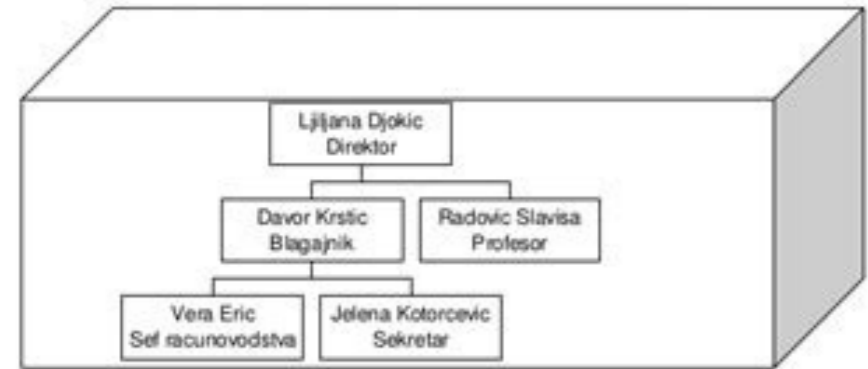 Ljiljana Djokic
Direktor
Davor Krstic
Blagajnik
Radovic Slavisa
Profesor
Vera Eric
Sef racunovodstva
Jelena Kotorcevic
Sekretar